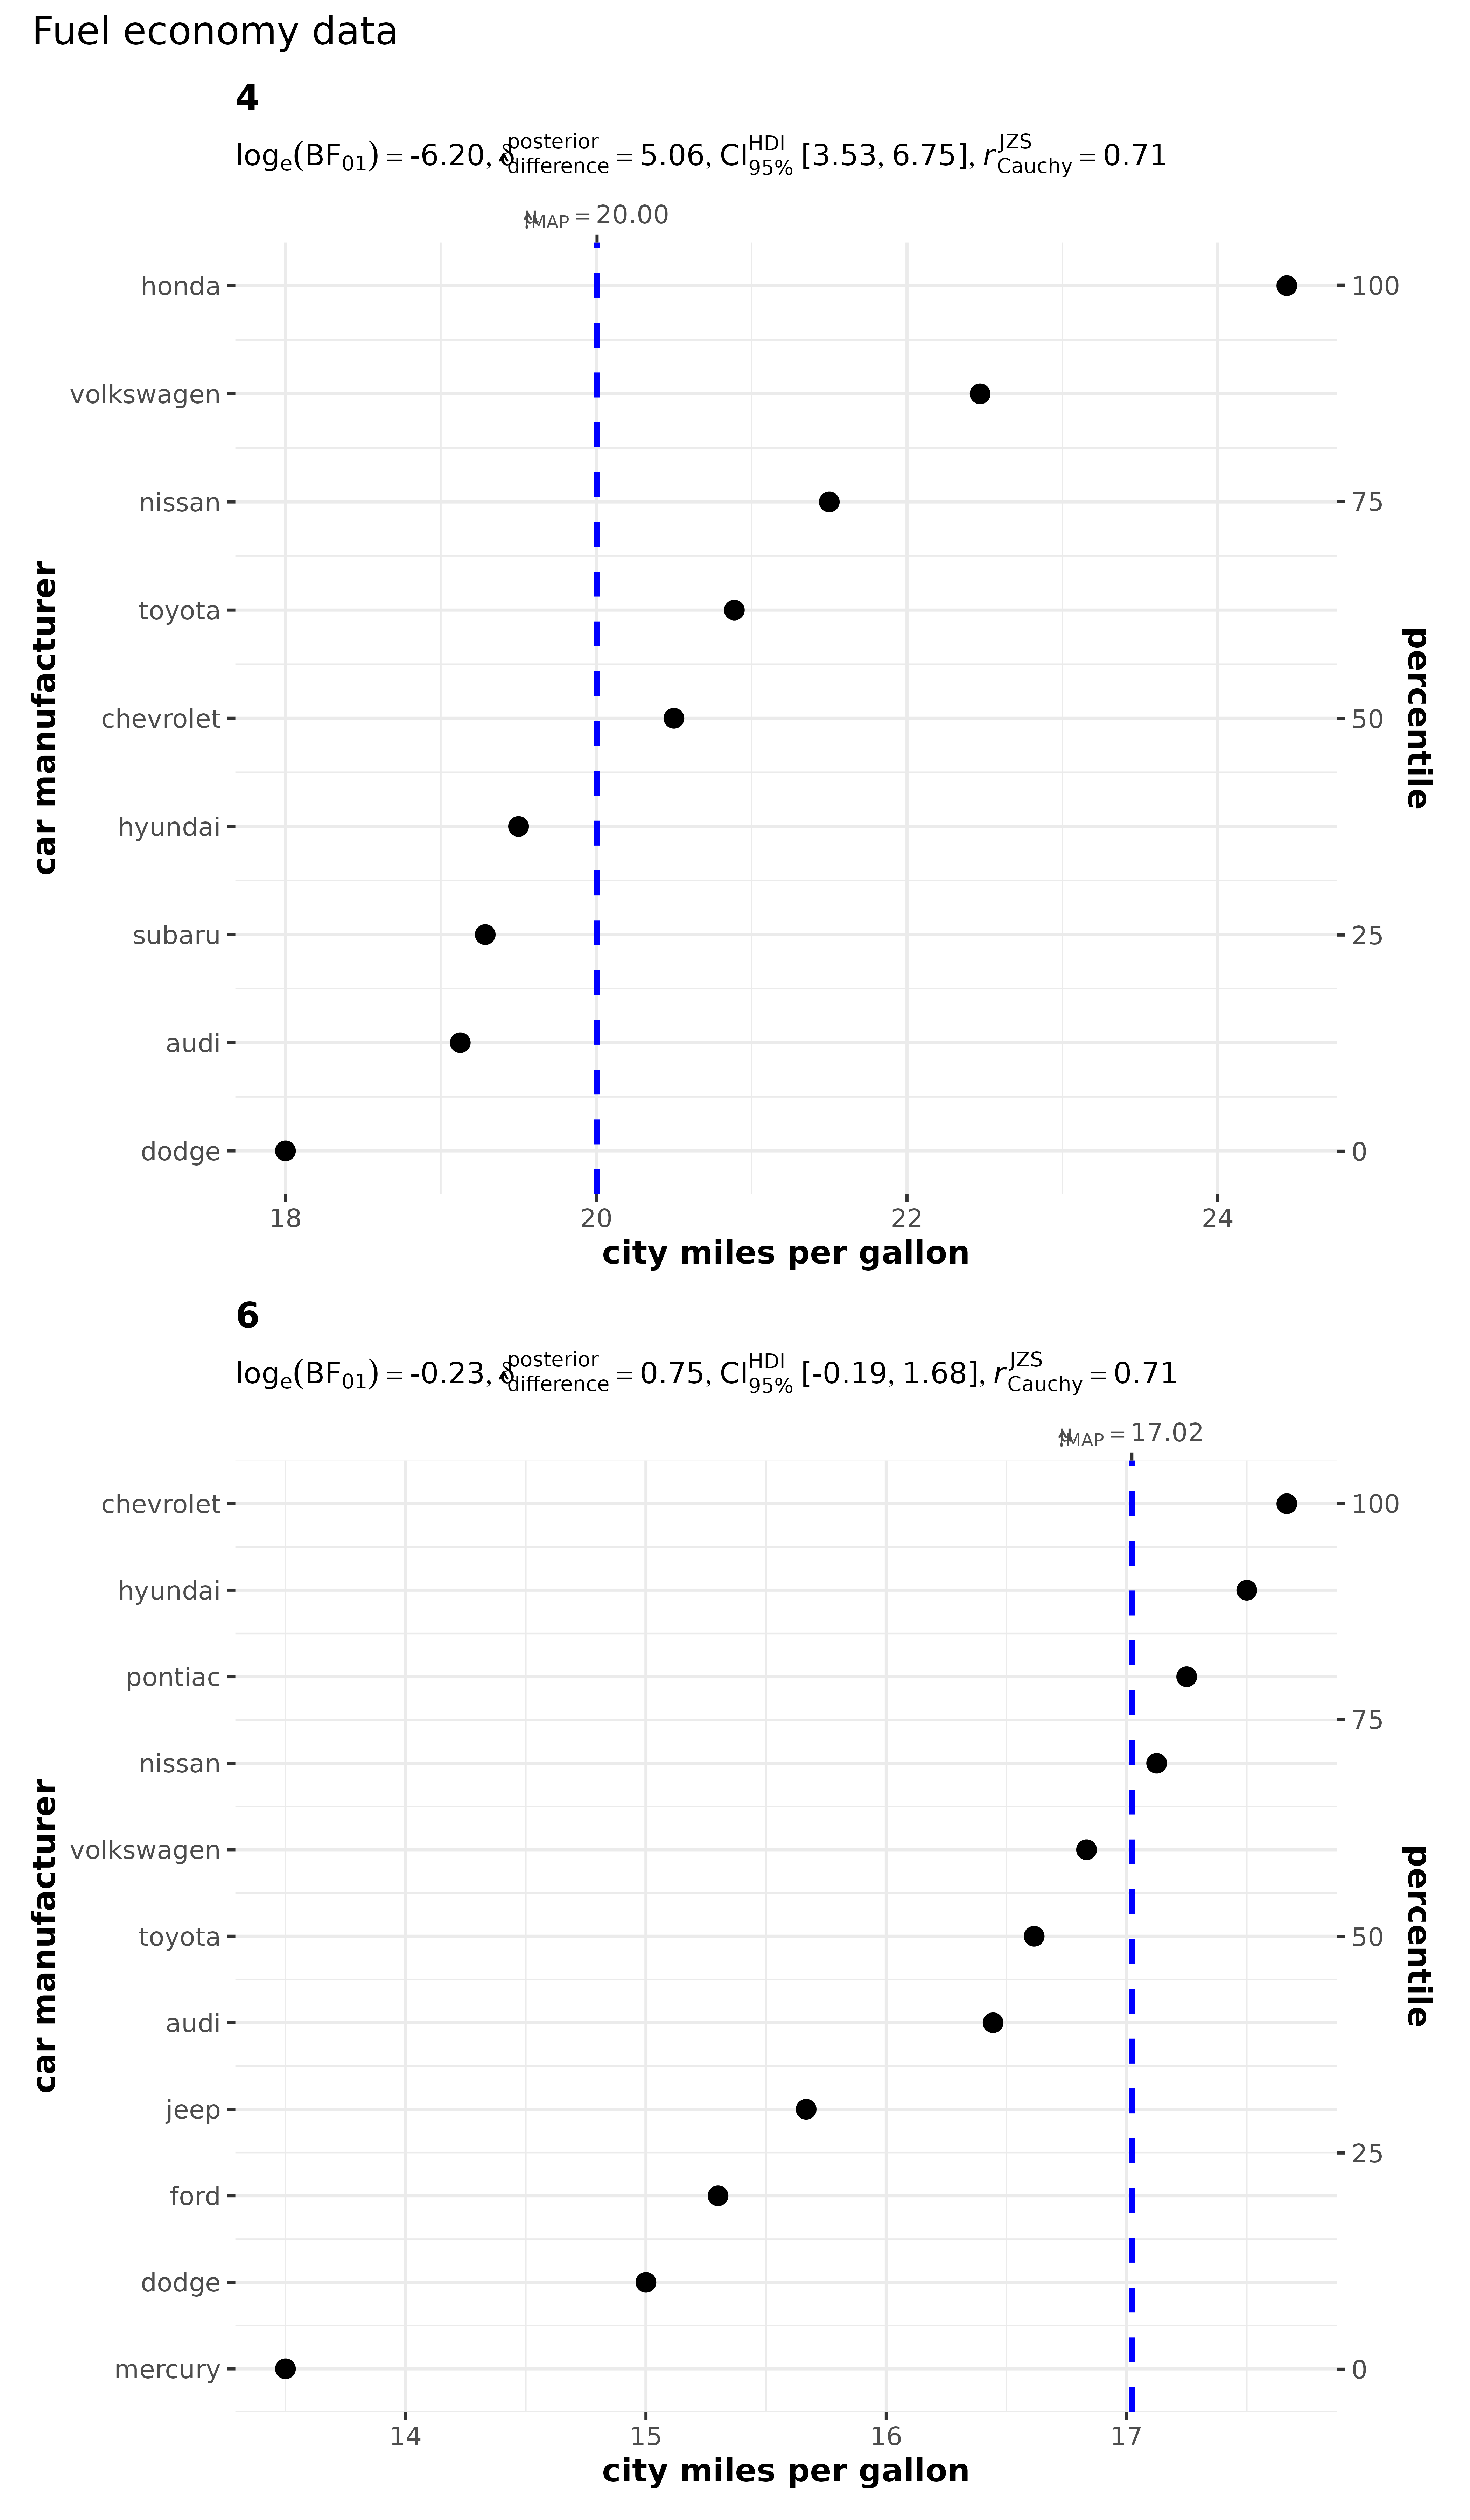 Fuel economy data
4
logₑ(BF₀₁) = -6.20, δ̂ posterior difference = 5.06, CI HDI 95% [3.53, 6.75], r JZS Cauchy = 0.71
μ̂ MAP = 20.00
honda
100
volkswagen
nissan
75
toyota
chevrolet
50
hyundai
subaru
25
audi
dodge
0
car manufacturer
percentile
18 20 22 24
city miles per gallon
6
logₑ(BF₀₁) = -0.23, δ̂ posterior difference = 0.75, CI HDI 95% [-0.19, 1.68], r JZS Cauchy = 0.71
μ̂ MAP = 17.02
chevrolet
100
hyundai
pontiac
75
nissan
volkswagen
toyota
50
audi
jeep
25
ford
dodge
mercury
0
car manufacturer
percentile
14 15 16 17
city miles per gallon